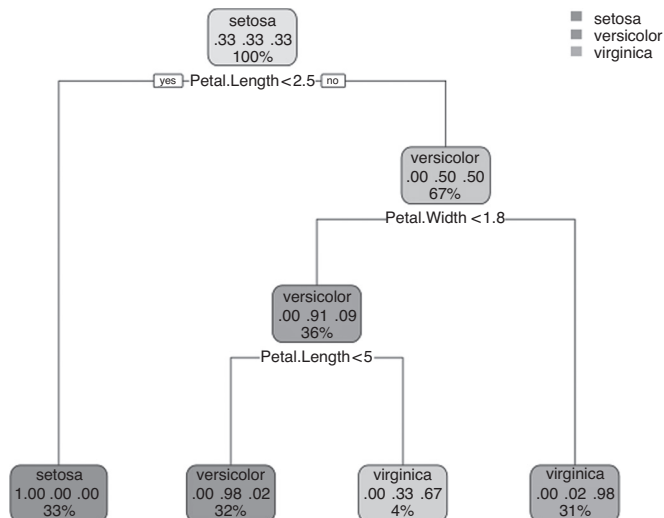 setosa
.33 .33 .33
100%
setosa
versicolor
virginica
yes Petal.Length<2.5 no
versicolor
.00 .50 .50
67%
Petal.Width <1.8
versicolor
.00 .91 .09
36%
Petal.Length<5
setosa
1.00 .00 .00
33%
versicolor
.00 .98 .02
32%
virginica
.00 .33 .67
4%
virginica
.00 .02 .98
31%